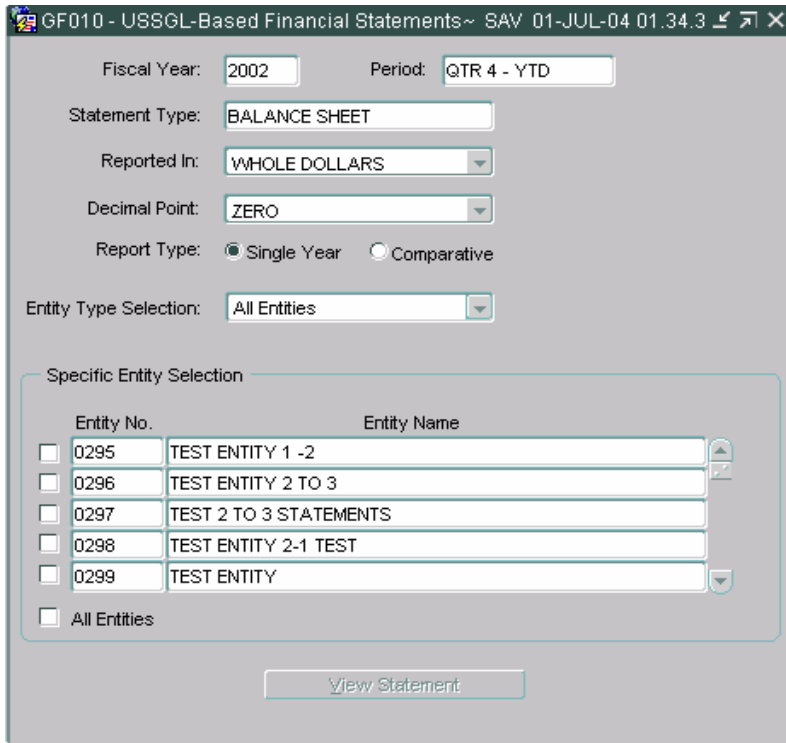 GF010 - USSGL-Based Financial Statements~ SAV 01-JUL-04 01.34.3
Fiscal Year: 2002 Period: QTR 4 - YTD
Statement Type: BALANCE SHEET
Reported In: WHOLE DOLLARS
Decimal Point: ZERO
Report Type: Single Year Comparative
Entity Type Selection: All Entities
Specific Entity Selection
Entity No. Entity Name
0295 TEST ENTITY 1 -2
0296 TEST ENTITY 2 TO 3
0297 TEST 2 TO 3 STATEMENTS
0298 TEST ENTITY 2-1 TEST
0299 TEST ENTITY
All Entities
View Statement